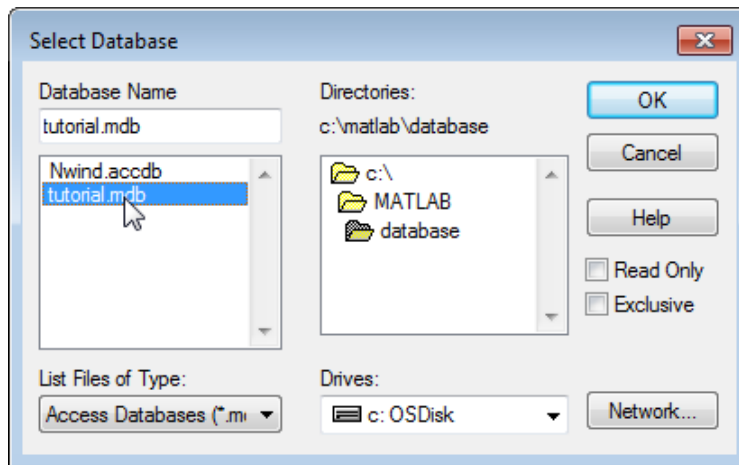 Select Database
Database Name
tutorial.mdb
Nwind.accdb
tutorial.mdb
List Files of Type:
Access Databases (*.m
Directories:
c:\matlab\database
c:\
MATLAB
database
Drives:
c: OSDisk
OK
Cancel
Help
Read Only
Exclusive
Network...